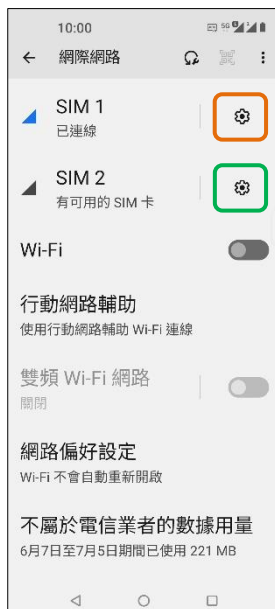 10:00
5G
網際網路
SIM 1
已連線
SIM 2
有可用的 SIM 卡
Wi-Fi
行動網路輔助
使用行動網路輔助 Wi-Fi 連線
雙頻 Wi-Fi 網路
關閉
網路偏好設定
Wi-Fi 不會自動重新開啟
不屬於電信業者的數據用量
6月7日至7月5日期間已使用 221 MB